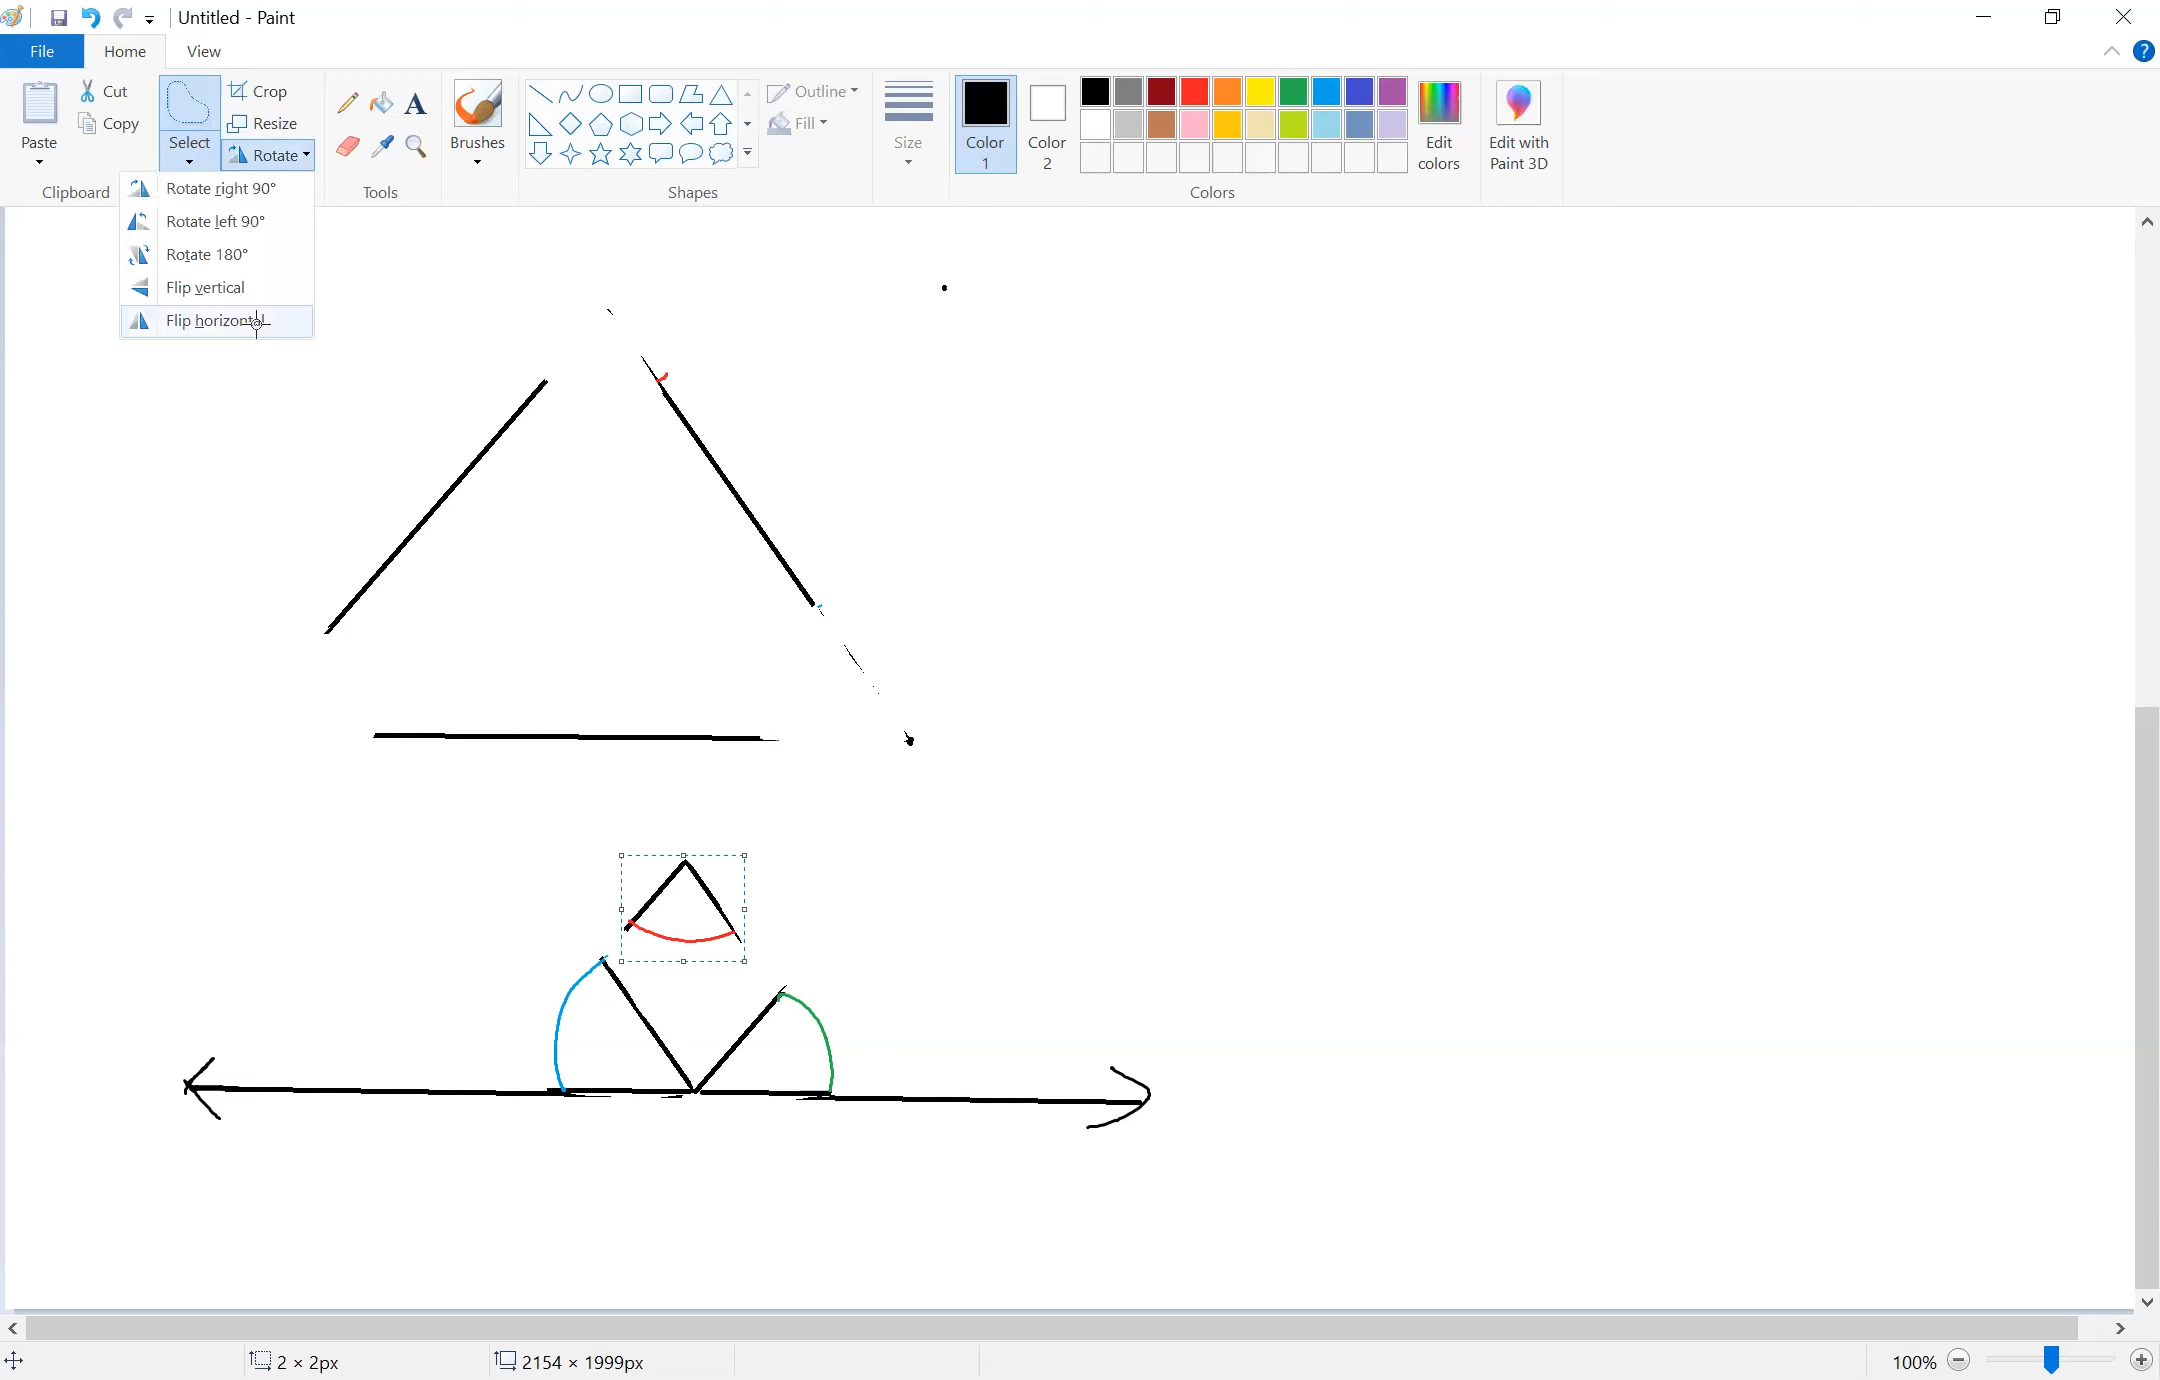 Untitled - Paint
File Home View
Paste
Cut
Copy
Clipboard
Select
Crop
Resize
Rotate
Rotate right 90°
Rotate left 90°
Rotate 180°
Flip vertical
Flip horizontal
A
Tools
Brushes
Shapes
Outline
Fill
Size
Color 1
Color 2
Colors
Edit colors
Edit with Paint 3D
?
2 × 2px
2154 × 1999px
100%